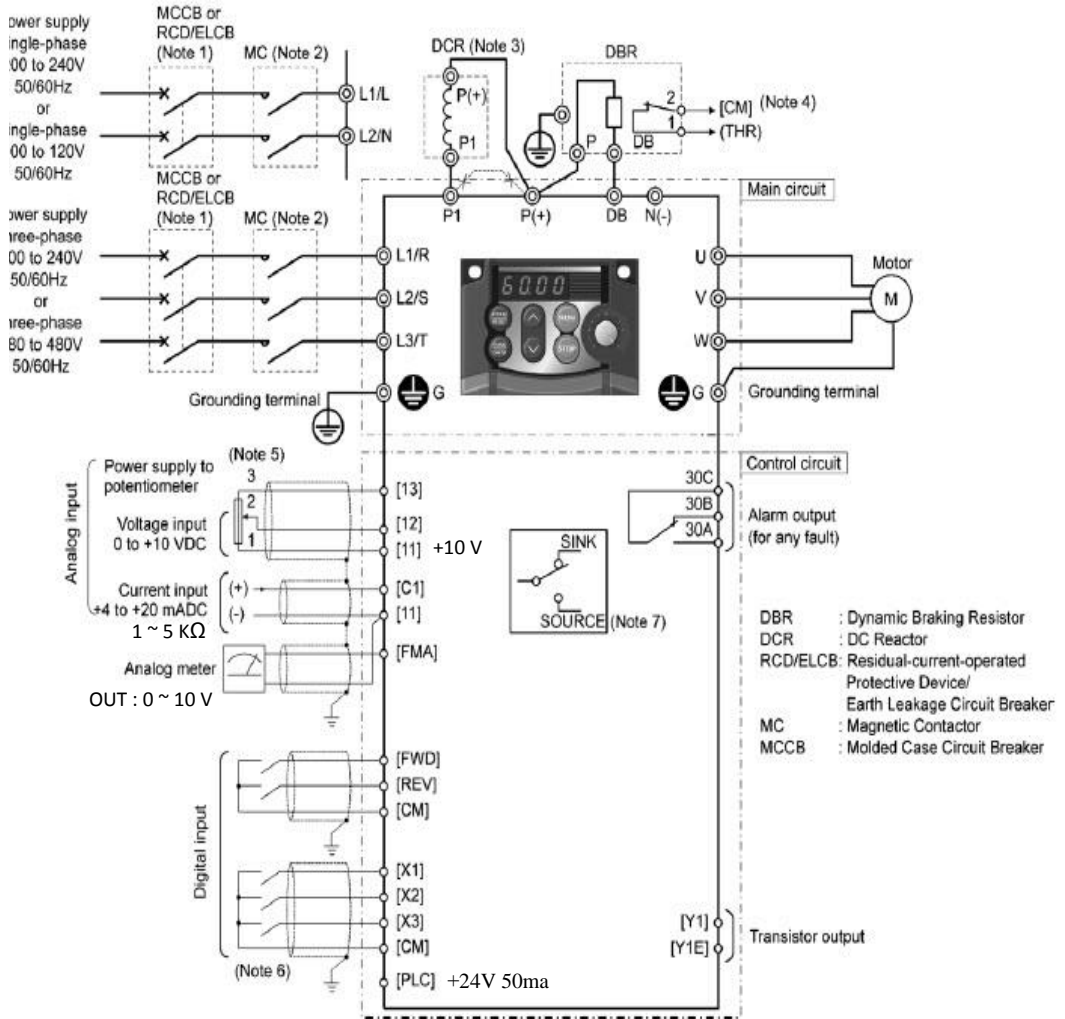 MCCB or
RCD/ELCB
(Note 1)
MC (Note 2)
ower supply
ngle-phase
00 to 240V
50/60Hz
or
ngle-phase
00 to 120V
50/60Hz
L1/L
L2/N
DCR (Note 3)
P(+)
P1
DBR
2
1
[CM] (Note 4)
(THR)
P
DB
Main circuit
P1
P(+)
DB
N(-)
MCCB or
RCD/ELCB
(Note 1)
MC (Note 2)
ower supply
ree-phase
00 to 240V
50/60Hz
or
ree-phase
80 to 480V
50/60Hz
L1/R
L2/S
L3/T
60.00
STOP
U
V
W
Motor
M
Grounding terminal
G
G
Grounding terminal
Control circuit
Analog input
Power supply to
potentiometer
(Note 5)
3
2
1
Voltage input
0 to +10 VDC
[13]
[12]
[11] +10 V
Current input
+4 to +20 mADC
1 ~ 5 KΩ
(+)
(-)
[C1]
[11]
Analog meter
OUT : 0 ~ 10 V
[FMA]
SINK
SOURCE (Note 7)
30C
30B
30A
Alarm output
(for any fault)
DBR : Dynamic Braking Resistor
DCR : DC Reactor
RCD/ELCB: Residual-current-operated
Protective Device/
Earth Leakage Circuit Breaker
MC : Magnetic Contactor
MCCB : Molded Case Circuit Breaker
Digital input
[FWD]
[REV]
[CM]
[X1]
[X2]
[X3]
[CM]
(Note 6)
[PLC] +24V 50ma
[Y1]
[Y1E]
Transistor output